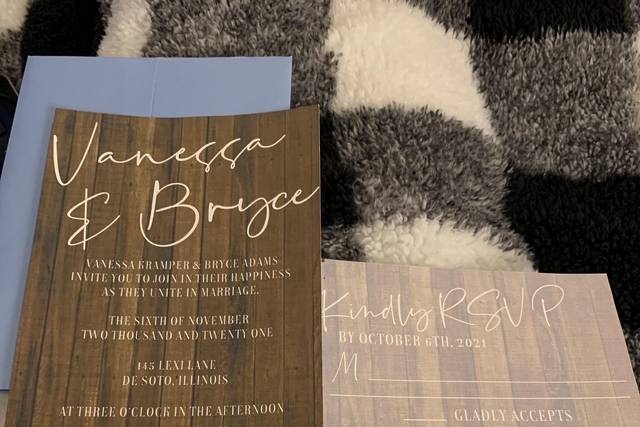 Vanessa
& Bryce
VANESSA KRAMPER & BRYCE ADAMS
INVITE YOU TO JOIN IN THEIR HAPPINESS
AS THEY UNITE IN MARRIAGE.
THE SIXTH OF NOVEMBER
TWO THOUSAND AND TWENTY ONE
145 LEXI LANE
DE SOTO, ILLINOIS
AT THREE O'CLOCK IN THE AFTERNOON
Kindly RSVP
BY OCTOBER 6TH, 2021
M
GLADLY ACCEPTS